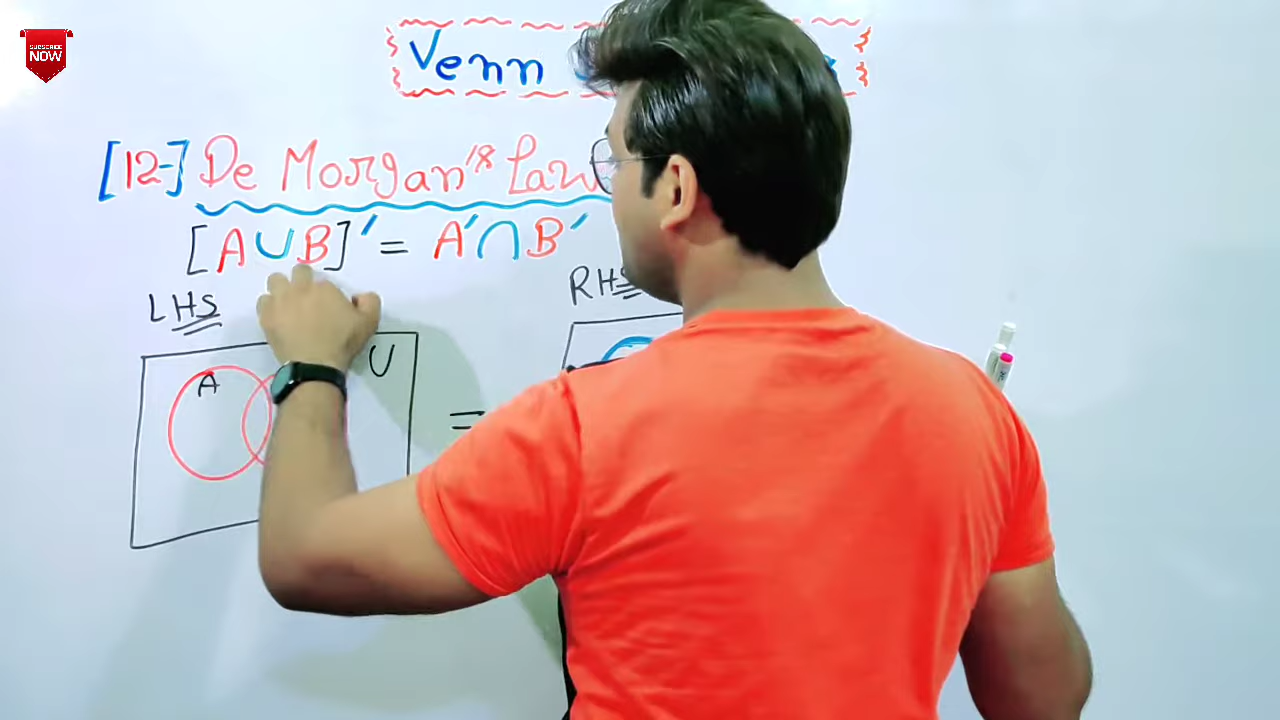 SUBSCRIBE
NOW
Venn
[12-] De Morgan's Law
[A∪B]' = A'∩B'
LHS
RHS
U
A
=